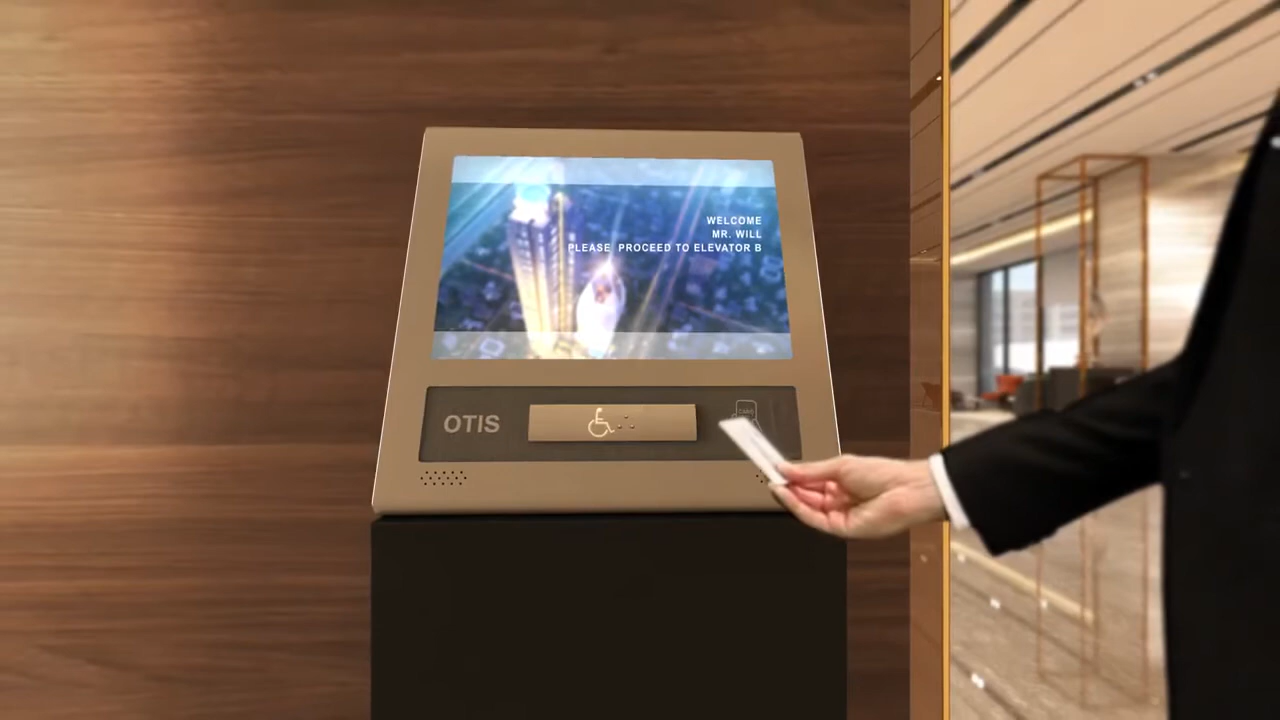 WELCOME
MR. WILL
PLEASE PROCEED TO ELEVATOR B
OTIS